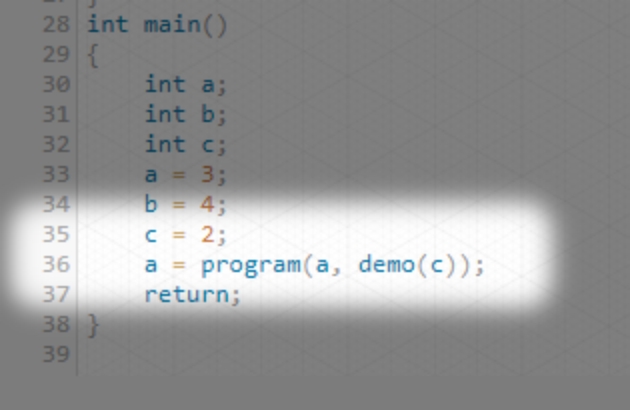 28 int main()
29 {
30     int a;
31     int b;
32     int c;
33     a = 3;
34     b = 4;
35     c = 2;
36     a = program(a, demo(c));
37     return;
38 }
39